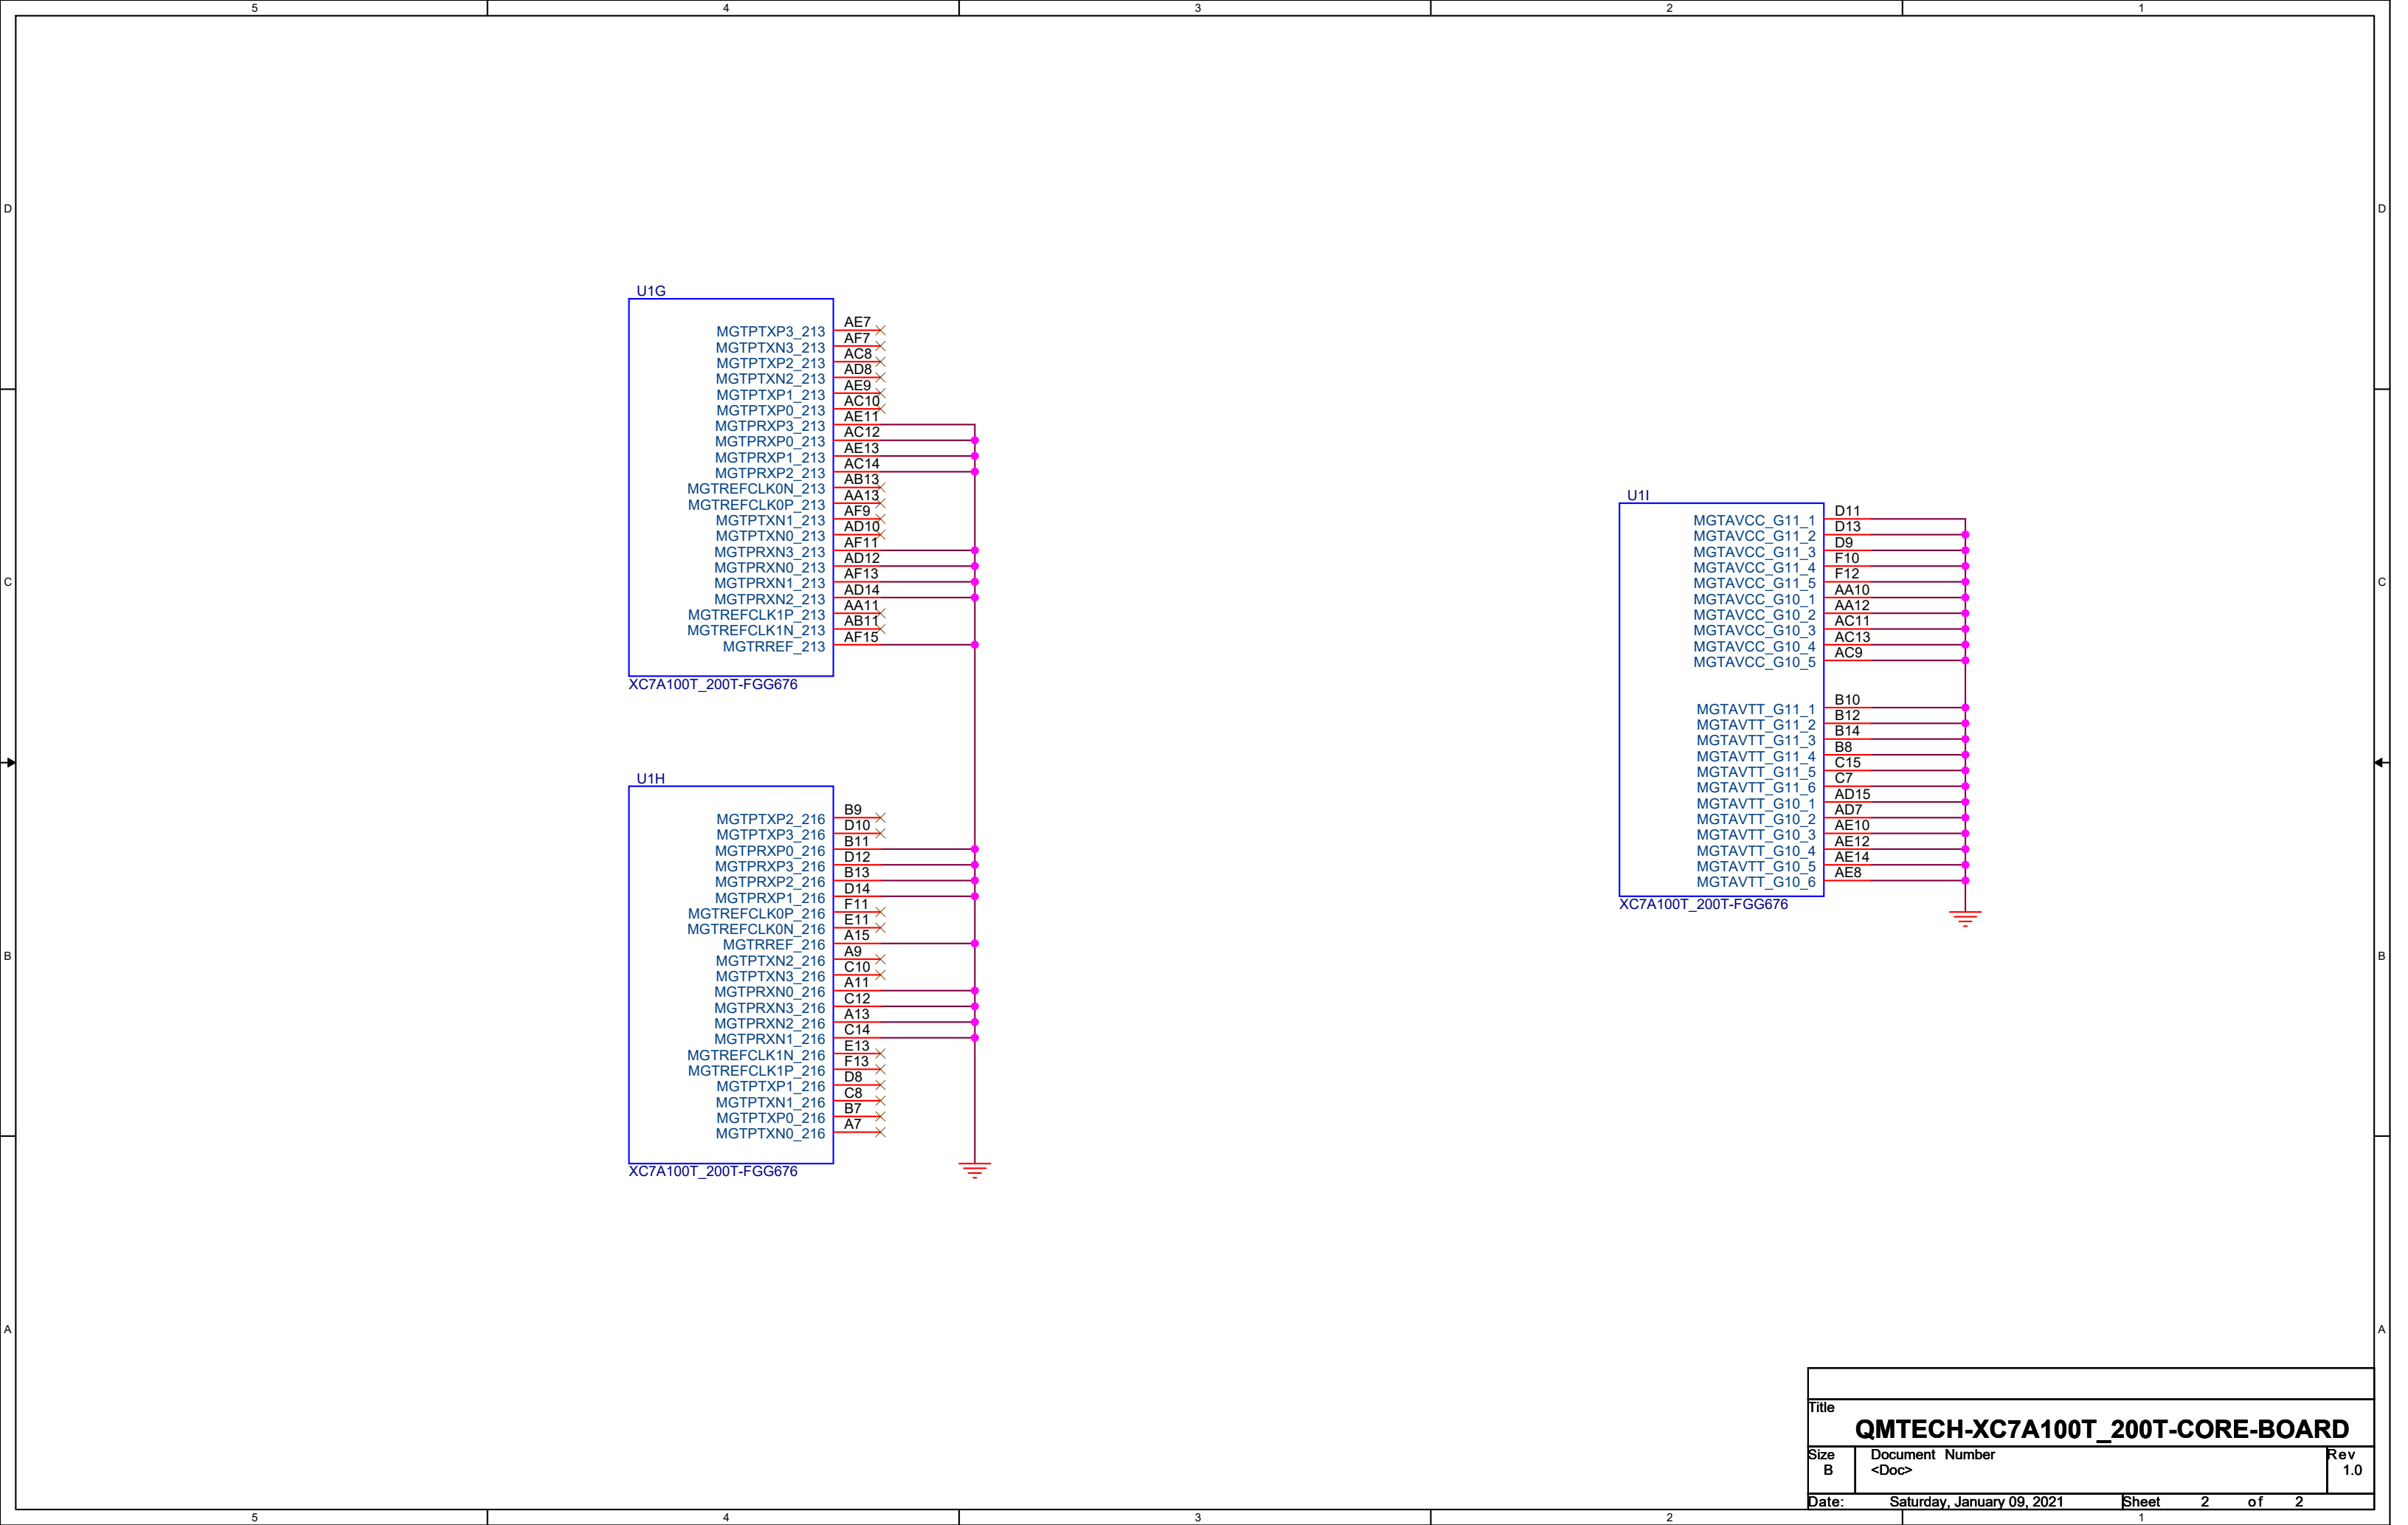 5 4 3 2 1
D D
C C
B B
A A
U1G
MGTPTXP3_213 AE7
MGTPTXN3_213 AF7
MGTPTXP2_213 AC8
MGTPTXN2_213 AD8
MGTPTXP1_213 AE9
MGTPTXP0_213 AC10
MGTPRXP3_213 AE11
MGTPRXP0_213 AC12
MGTPRXP1_213 AE13
MGTPRXP2_213 AC14
MGTREFCLK0N_213 AB13
MGTREFCLK0P_213 AA13
MGTPTXN1_213 AF9
MGTPTXN0_213 AD10
MGTPRXN3_213 AF11
MGTPRXN0_213 AD12
MGTPRXN1_213 AF13
MGTPRXN2_213 AD14
MGTREFCLK1P_213 AA11
MGTREFCLK1N_213 AB11
MGTRREF_213 AF15
XC7A100T_200T-FGG676
U1H
MGTPTXP2_216 B9
MGTPTXP3_216 D10
MGTPRXP0_216 B11
MGTPRXP3_216 D12
MGTPRXP2_216 B13
MGTPRXP1_216 D14
MGTREFCLK0P_216 F11
MGTREFCLK0N_216 E11
MGTRREF_216 A15
MGTPTXN2_216 A9
MGTPTXN3_216 C10
MGTPRXN0_216 A11
MGTPRXN3_216 C12
MGTPRXN2_216 A13
MGTPRXN1_216 C14
MGTREFCLK1N_216 E13
MGTREFCLK1P_216 F13
MGTPTXP1_216 D8
MGTPTXN1_216 C8
MGTPTXP0_216 B7
MGTPTXN0_216 A7
XC7A100T_200T-FGG676
U1I
MGTAVCC_G11_1 D11
MGTAVCC_G11_2 D13
MGTAVCC_G11_3 D9
MGTAVCC_G11_4 F10
MGTAVCC_G11_5 F12
MGTAVCC_G10_1 AA10
MGTAVCC_G10_2 AA12
MGTAVCC_G10_3 AC11
MGTAVCC_G10_4 AC13
MGTAVCC_G10_5 AC9
MGTAVTT_G11_1 B10
MGTAVTT_G11_2 B12
MGTAVTT_G11_3 B14
MGTAVTT_G11_4 B8
MGTAVTT_G11_5 C15
MGTAVTT_G11_6 C7
MGTAVTT_G10_1 AD15
MGTAVTT_G10_2 AD7
MGTAVTT_G10_3 AE10
MGTAVTT_G10_4 AE12
MGTAVTT_G10_5 AE14
MGTAVTT_G10_6 AE8
XC7A100T_200T-FGG676
Title
QMTECH-XC7A100T_200T-CORE-BOARD
Size Document Number Rev
B <Doc> 1.0
Date: Saturday, January 09, 2021 Sheet 2 of 2
5 4 3 2 1